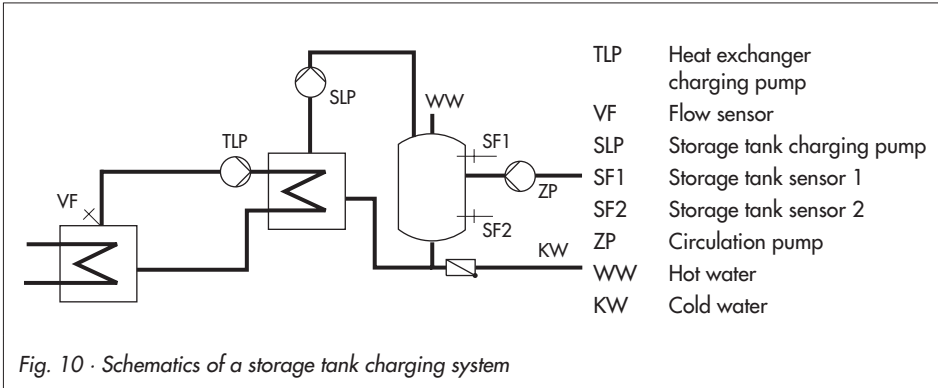 SLP
WW
TLP
SF1
ZP
VF
SF2
KW
TLP Heat exchanger
charging pump
VF Flow sensor
SLP Storage tank charging pump
SF1 Storage tank sensor 1
SF2 Storage tank sensor 2
ZP Circulation pump
WW Hot water
KW Cold water
Fig. 10 · Schematics of a storage tank charging system